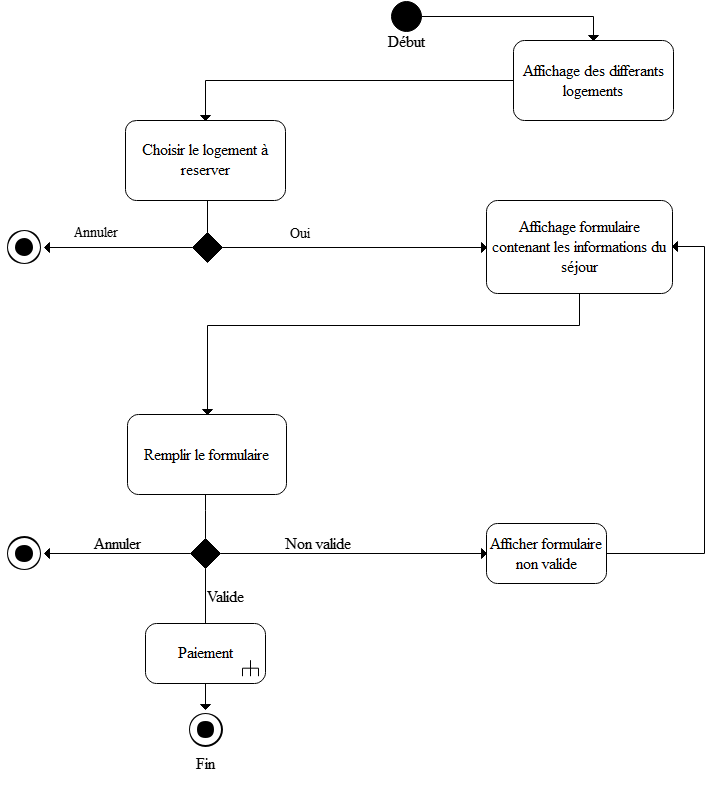 Début
Affichage des differants
logements
Choisir le logement à
reserver
Annuler
Oui
Affichage formulaire
contenant les informations du
séjour
Remplir le formulaire
Annuler
Non valide
Afficher formulaire
non valide
Valide
Paiement
Fin